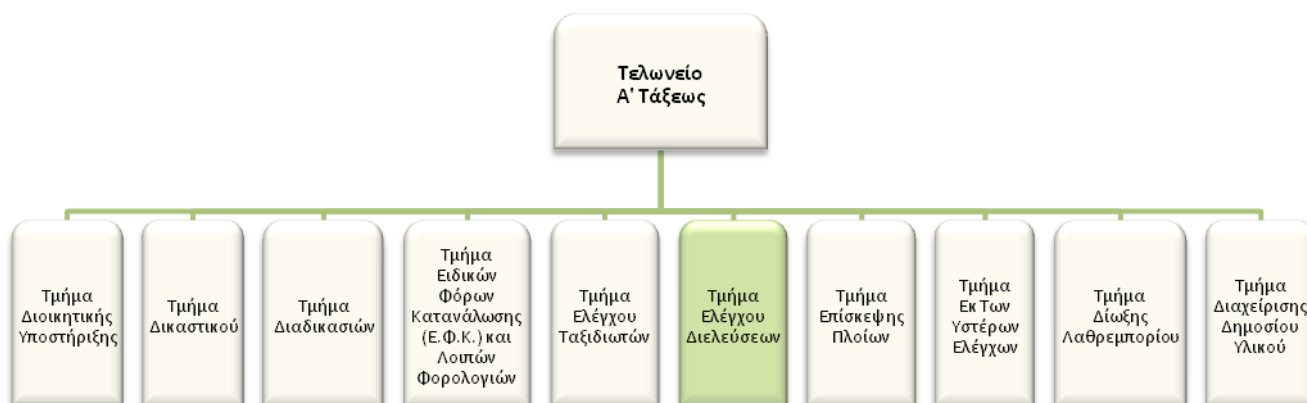 Τελωνείο
Α' Τάξεως
Τμήμα
Διοικητικής
Υποστήριξης
Τμήμα
Δικαστικού
Τμήμα
Διαδικασιών
Τμήμα
Ειδικών
Φόρων
Κατανάλωσης
(Ε.Φ.Κ.) και
Λοιπών
Φορολογιών
Τμήμα
Ελέγχου
Ταξιδιωτών
Τμήμα
Ελέγχου
Διελεύσεων
Τμήμα
Επίσκεψης
Πλοίων
Τμήμα
Εκ Των
Υστέρων
Ελέγχων
Τμήμα
Δίωξης
Λαθρεμπορίου
Τμήμα
Διαχείρισης
Δημοσίου
Υλικού